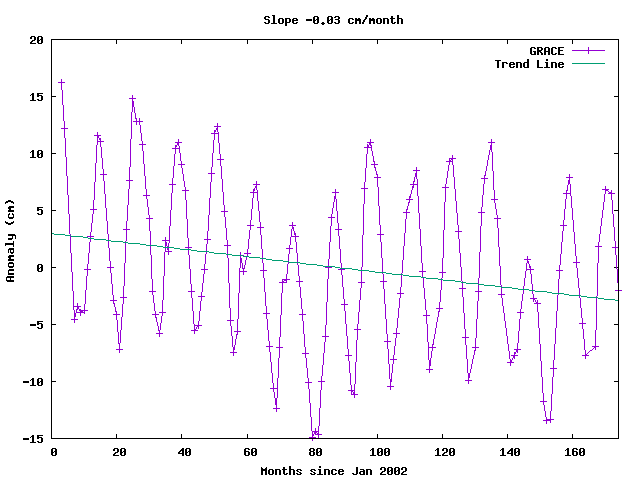 Slope -0.03 cm/month
GRACE
Trend Line
20
15
10
5
0
-5
-10
-15
Anomaly (cm)
0 20 40 60 80 100 120 140 160
Months since Jan 2002